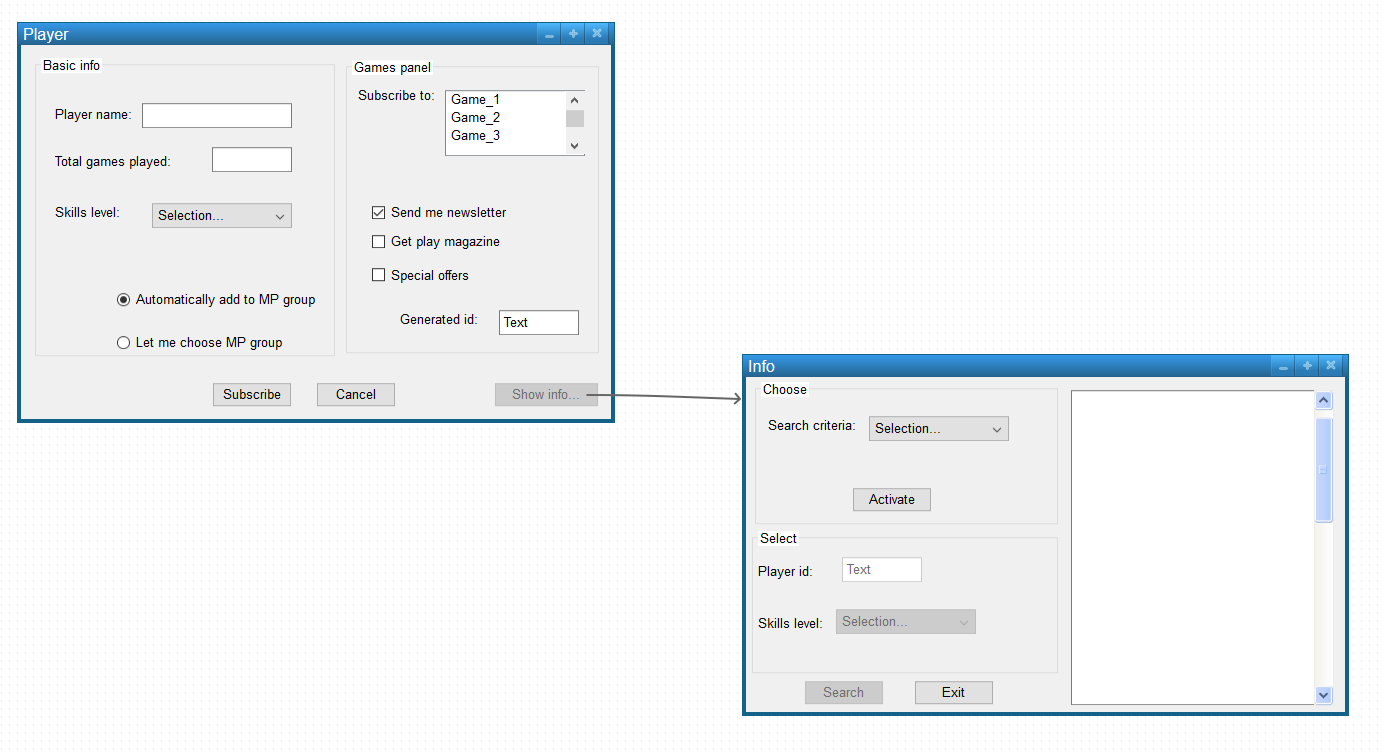 Player
Basic info
Player name:
Total games played:
Skills level:
Selection...
Automatically add to MP group
Let me choose MP group
Games panel
Subscribe to:
Game_1
Game_2
Game_3
Send me newsletter
Get play magazine
Special offers
Generated id:
Text
Subscribe
Cancel
Show info...
Info
Choose
Search criteria:
Selection...
Activate
Select
Player id:
Text
Skills level:
Selection...
Search
Exit